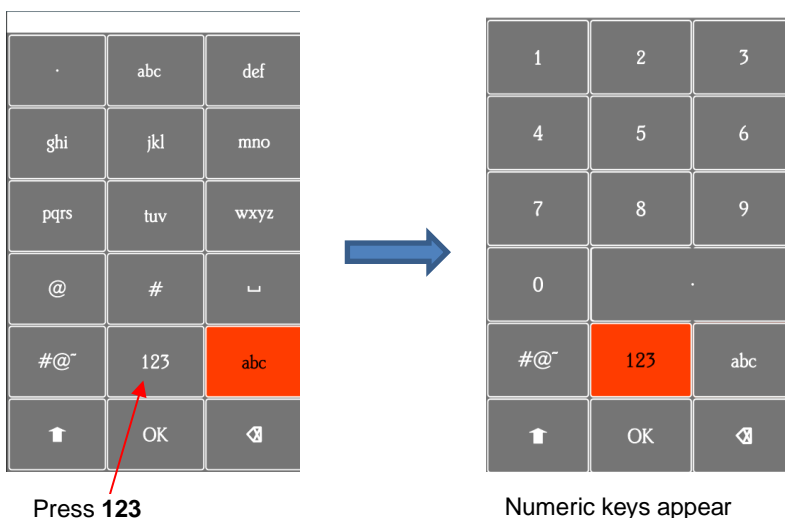 . abc def
ghi jkl mno
pqrs tuv wxyz
@ # ␣
#@~ 123 abc
OK
Press 123
1 2 3
4 5 6
7 8 9
0 .
#@~ 123 abc
OK
Numeric keys appear